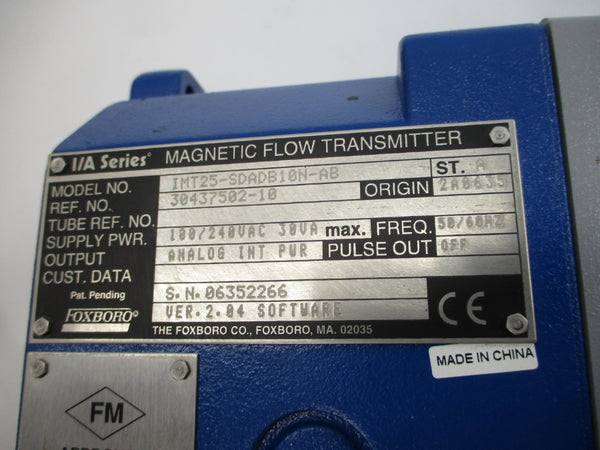 I/A Series® MAGNETIC FLOW TRANSMITTER
MODEL NO. IMT25-SDADB10N-AB ST. A
REF. NO. 30437502-10 ORIGIN 2A0635
TUBE REF. NO.
SUPPLY PWR. 100/240VAC 30VA max. FREQ. 50/60HZ
OUTPUT ANALOG INT PWR PULSE OUT OFF
CUST. DATA
Pat. Pending S.N. 06352266
FOXBORO® VER.2.04 SOFTWARE CE
THE FOXBORO CO., FOXBORO, MA. 02035
MADE IN CHINA
FM